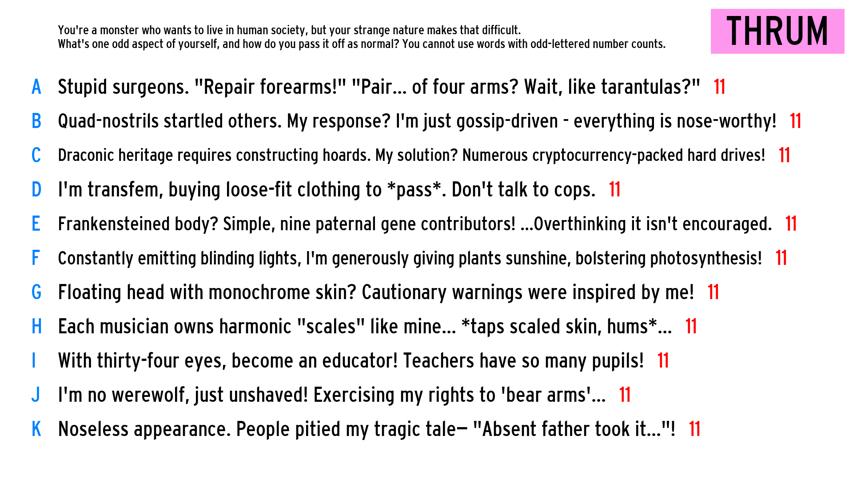 You're a monster who wants to live in human society, but your strange nature makes that difficult.
What's one odd aspect of yourself, and how do you pass it off as normal? You cannot use words with odd-lettered number counts.
THRUM
A Stupid surgeons. "Repair forearms!" "Pair... of four arms? Wait, like tarantulas?" 11
B Quad-nostrils startled others. My response? I'm just gossip-driven - everything is nose-worthy! 11
C Draconic heritage requires constructing hoards. My solution? Numerous cryptocurrency-packed hard drives! 11
D I'm transfem, buying loose-fit clothing to *pass*. Don't talk to cops. 11
E Frankensteined body? Simple, nine paternal gene contributors! ...Overthinking it isn't encouraged. 11
F Constantly emitting blinding lights, I'm generously giving plants sunshine, bolstering photosynthesis! 11
G Floating head with monochrome skin? Cautionary warnings were inspired by me! 11
H Each musician owns harmonic "scales" like mine... *taps scaled skin, hums*... 11
I With thirty-four eyes, become an educator! Teachers have so many pupils! 11
J I'm no werewolf, just unshaved! Exercising my rights to 'bear arms'... 11
K Noseless appearance. People pitied my tragic tale— "Absent father took it..."! 11